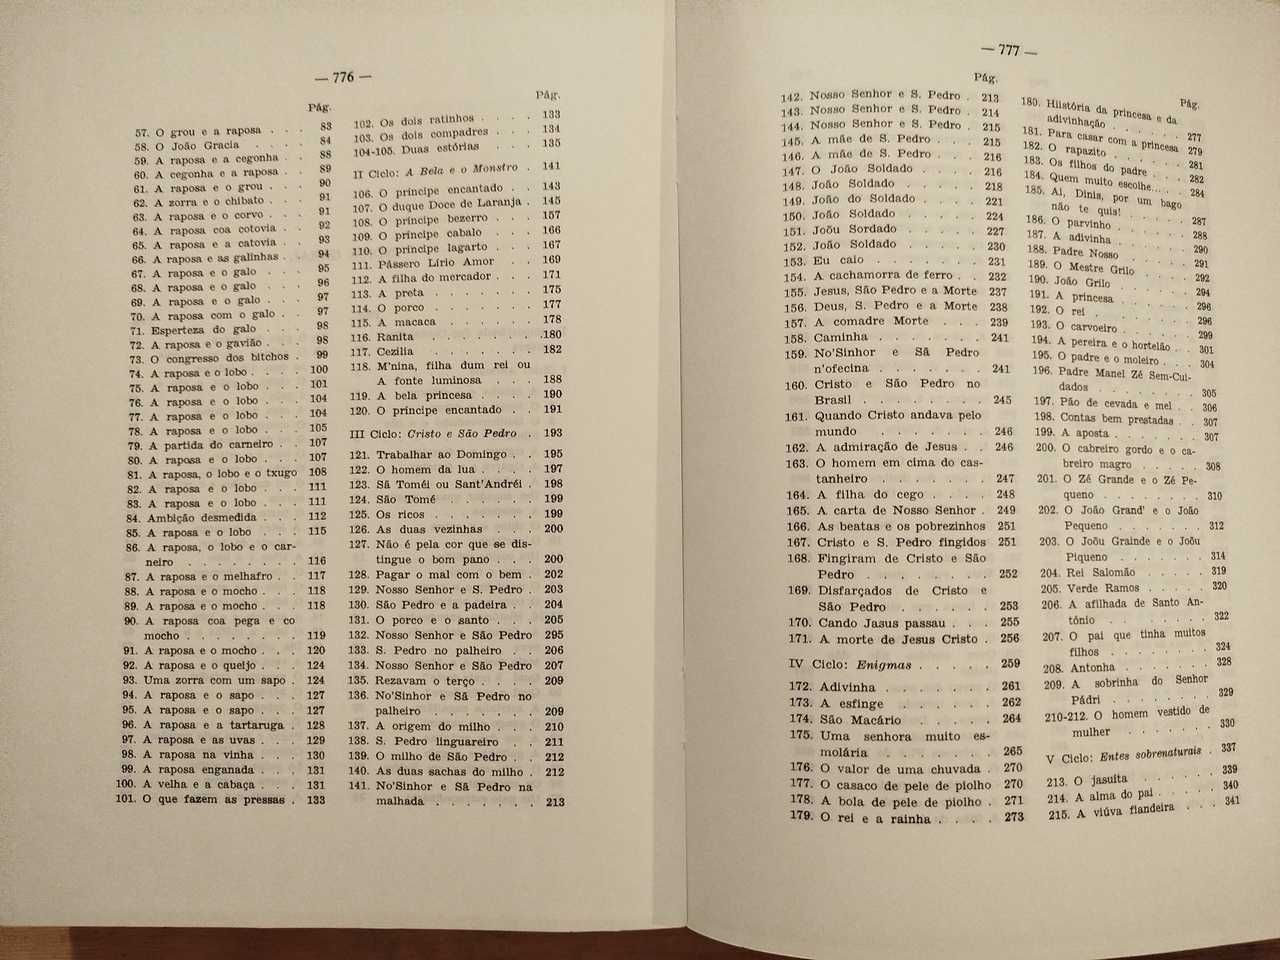 — 776 —
Pág.
57. O grou e a raposa . . . 83
58. O João Gracia . . . . 84
59. A raposa e a cegonha . . 88
60. A cegonha e a raposa . . 89
61. A raposa e o grou . . . 90
62. A zorra e o chibato . . . 91
63. A raposa e o corvo . . . 91
64. A raposa coa cotovia . . 92
65. A raposa e a catovia . . 93
66. A raposa e as galinhas . . 94
67. A raposa e o galo . . . 95
68. A raposa e o galo . . . 96
69. A raposa e o galo . . . 97
70. A raposa com o galo . . . 97
71. Esperteza do galo . . . 98
72. A raposa e o gavião . . . 98
73. O congresso dos bitchos . 99
74. A raposa e o lobo . . . . 100
75. A raposa e o lobo . . . 101
76. A raposa e o lobo . . . 104
77. A raposa e o lobo . . . 104
78. A raposa e o lobo . . . 105
79. A partida do carneiro . . 107
80. A raposa e o lobo . . . 107
81. A raposa, o lobo e o txugo 108
82. A raposa e o lobo . . . 111
83. A raposa e o lobo . . . 111
84. Ambição desmedida . . . 112
85. A raposa e o lobo . . . 115
86. A raposa, o lobo e o car-
neiro . . . . . . . 116
87. A raposa e o melhafro . . 117
88. A raposa e o mocho . . . 118
89. A raposa e o mocho . . . 118
90. A raposa coa pega e co
mocho . . . . . . . . 119
91. A raposa e o mocho . . . 120
92. A raposa e o queijo . . . 124
93. Uma zorra com um sapo . 124
94. A raposa e o sapo . . . 127
95. A raposa e o sapo . . . 127
96. A raposa e a tartaruga . 128
97. A raposa e as uvas . . . 129
98. A raposa na vinha . . . 130
99. A raposa enganada . . . 131
100. A velha e a cabaça . . . 131
101. O que fazem as pressas . 133
Pág.
102. Os dois ratinhos . . . . 133
103. Os dois compadres . . . 134
104-105. Duas estórias . . . 135
II Ciclo: A Bela e o Monstro . 141
106. O príncipe encantado . . 143
107. O duque Doce de Laranja . 145
108. O príncipe bezerro . . . 157
109. O príncipe cabalo . . . 166
110. O príncipe lagarto . . . 167
111. Pássero Lírio Amor . . . 169
112. A filha do mercador . . . 171
113. A preta . . . . . . . 175
114. O porco . . . . . . . 177
115. A macaca . . . . . . 178
116. Ranita . . . . . . . .180
117. Cezília . . . . . . . 182
118. M'nina, filha dum rei ou
A fonte luminosa . . . 188
119. A bela princesa . . . . 190
120. O príncipe encantado . . 191
III Ciclo: Cristo e São Pedro . 193
121. Trabalhar ao Domingo . . 195
122. O homem da lua . . . . 197
123. Sã Toméi ou Sant'Andréi . 198
124. São Tomé . . . . . . 199
125. Os ricos . . . . . . . 199
126. As duas vezinhas . . . 200
127. Não é pela cor que se dis-
tingue o bom pano . . . 200
128. Pagar o mal com o bem . 202
129. Nosso Senhor e S. Pedro . 203
130. São Pedro e a padeira . . 204
131. O porco e o santo . . . 205
132. Nosso Senhor e São Pedro 295
133. S. Pedro no palheiro . . 206
134. Nosso Senhor e São Pedro 207
135. Rezavam o terço . . . . 209
136. No'Sinhor e Sã Pedro no
palheiro . . . . . . . 209
137. A origem do milho . . . 210
138. S. Pedro linguareiro . . 211
139. O milho de São Pedro . . 212
140. As duas sachas do milho . 212
141. No'Sinhor e Sã Pedro na
malhada . . . . . . . 213
— 777 —
Pág.
142. Nosso Senhor e S. Pedro . 213
143. Nosso Senhor e S. Pedro . 214
144. Nosso Senhor e S. Pedro . 215
145. A mãe de S. Pedro . . . 215
146. A mãe de S. Pedro . . . 216
147. O João Soldado . . . . 216
148. João Soldado . . . . . 218
149. João do Soldado . . . . 221
150. João Soldado . . . . . 224
151. Joõu Sordado . . . . . 227
152. João Soldado . . . . . 230
153. Eu caio . . . . . . . 231
154. A cachamorra de ferro . . 232
155. Jesus, São Pedro e a Morte 237
156. Deus, S. Pedro e a Morte 238
157. A comadre Morte . . . 239
158. Caminha . . . . . . . 241
159. No'Sinhor e Sã Pedro
n'ofecina . . . . . . . 241
160. Cristo e São Pedro no
Brasil . . . . . . . . 245
161. Quando Cristo andava pelo
mundo . . . . . . . 246
162. A admiração de Jesus . . 246
163. O homem em cima do cas-
tanheiro . . . . . . . 247
164. A filha do cego . . . . 248
165. A carta de Nosso Senhor . 249
166. As beatas e os pobrezinhos 251
167. Cristo e S. Pedro fingidos 251
168. Fingiram de Cristo e São
Pedro . . . . . . . . 252
169. Disfarçados de Cristo e
São Pedro . . . . . . 253
170. Cando Jasus passau . . . 255
171. A morte de Jesus Cristo . 256
IV Ciclo: Enigmas . . . . . 259
172. Adivinha . . . . . . . 261
173. A esfinge . . . . . . 262
174. São Macário . . . . . 264
175. Uma senhora muito es-
molária . . . . . . . 265
176. O valor de uma chuvada . 270
177. O casaco de pele de piolho 270
178. A bola de pele de piolho . 271
179. O rei e a rainha . . . . 273
Pág.
180. Hiistória da princesa e da
adivinhação . . . . . . 277
181. Para casar com a princesa 279
182. O rapazito . . . . . . 281
183. Os filhos do padre . . . 282
184. Quem muito escolhe... . . 284
185. Ai, Dinis, por um bago
não te quis! . . . . . . 287
186. O parvinho . . . . . . 288
187. A adivinha . . . . . . 290
188. Padre Nosso . . . . . 291
189. O Mestre Grilo . . . . 292
190. João Grilo . . . . . . 294
191. A princesa . . . . . . 296
192. O rei . . . . . . . . 296
193. O carvoeiro . . . . . . 299
194. A pereira e o hortelão . . 301
195. O padre e o moleiro . . . 304
196. Padre Manel Zé Sem-Cui-
dados . . . . . . . . 305
197. Pão de cevada e mel . . 306
198. Contas bem prestadas . . 307
199. A aposta . . . . . . . 307
200. O cabreiro gordo e o ca-
breiro magro . . . . . 308
201. O Zé Grande e o Zé Pe-
queno . . . . . . . . 310
202. O João Grand' e o João
Pequeno . . . . . . . 312
203. O Joõu Grainde e o Joõu
Piqueno . . . . . . . 314
204. Rei Salomão . . . . . 319
205. Verde Ramos . . . . . 320
206. A afilhada de Santo An-
tônio . . . . . . . . 322
207. O pai que tinha muitos
filhos . . . . . . . . 324
208. Antonha . . . . . . . 328
209. A sobrinha do Senhor
Pádri . . . . . . . . 329
210-212. O homem vestido de
mulher . . . . . . . 330
V Ciclo: Entes sobrenaturais . 337
213. O jasuíta . . . . . . 339
214. A alma do pai . . . . . 340
215. A viúva fiandeira . . . 341